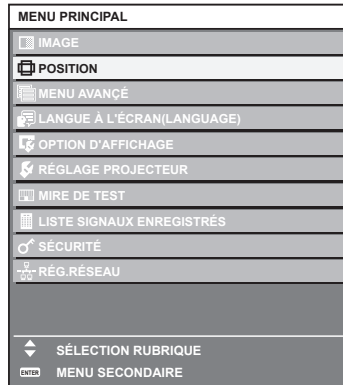 MENU PRINCIPAL
IMAGE
POSITION
MENU AVANÇÉ
LANGUE À L'ÉCRAN(LANGUAGE)
OPTION D'AFFICHAGE
RÉGLAGE PROJECTEUR
MIRE DE TEST
LISTE SIGNAUX ENREGISTRÉS
SÉCURITÉ
RÉG.RÉSEAU
SÉLECTION RUBRIQUE
ENTER MENU SECONDAIRE